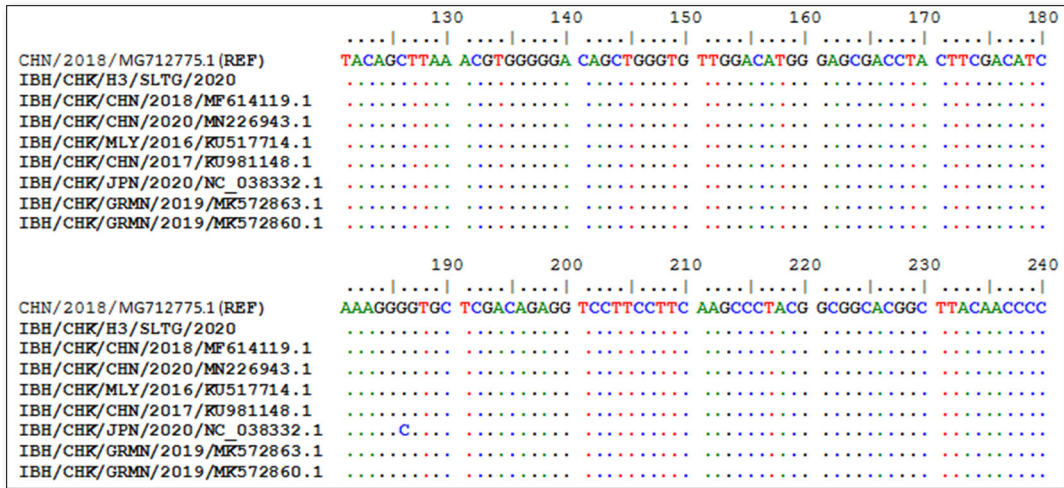 130 140 150 160 170 180
....|....| ....|....| ....|....| ....|....| ....|....| ....|....|
CHN/2018/MG712775.1(REF) TACAGCTTAA ACGTGGGGGA CAGCTGGGTG TTGGACATGG GAGCGACCTA CTTCGACATC
IBH/CHK/H3/SLTG/2020 .......... .......... .......... .......... .......... ..........
IBH/CHK/CHN/2018/MF614119.1 .......... .......... .......... .......... .......... ..........
IBH/CHK/CHN/2020/MN226943.1 .......... .......... .......... .......... .......... ..........
IBH/CHK/MLY/2016/KU517714.1 .......... .......... .......... .......... .......... ..........
IBH/CHK/CHN/2017/KU981148.1 .......... .......... .......... .......... .......... ..........
IBH/CHK/JPN/2020/NC_038332.1 .......... .......... .......... .......... .......... ..........
IBH/CHK/GRMN/2019/MK572863.1 .......... .......... .......... .......... .......... ..........
IBH/CHK/GRMN/2019/MK572860.1 .......... .......... .......... .......... .......... ..........
190 200 210 220 230 240
....|....| ....|....| ....|....| ....|....| ....|....| ....|....|
CHN/2018/MG712775.1(REF) AAAGGGGTGC TCGACAGAGG TCCTTCCTTC AAGCCCTACG GCGGCACGGC TTACAACCCC
IBH/CHK/H3/SLTG/2020 .......... .......... .......... .......... .......... ..........
IBH/CHK/CHN/2018/MF614119.1 .......... .......... .......... .......... .......... ..........
IBH/CHK/CHN/2020/MN226943.1 .......... .......... .......... .......... .......... ..........
IBH/CHK/MLY/2016/KU517714.1 .......... .......... .......... .......... .......... ..........
IBH/CHK/CHN/2017/KU981148.1 .......... .......... .......... .......... .......... ..........
IBH/CHK/JPN/2020/NC_038332.1 .....C.... .......... .......... .......... .......... ..........
IBH/CHK/GRMN/2019/MK572863.1 .......... .......... .......... .......... .......... ..........
IBH/CHK/GRMN/2019/MK572860.1 .......... .......... .......... .......... .......... ..........